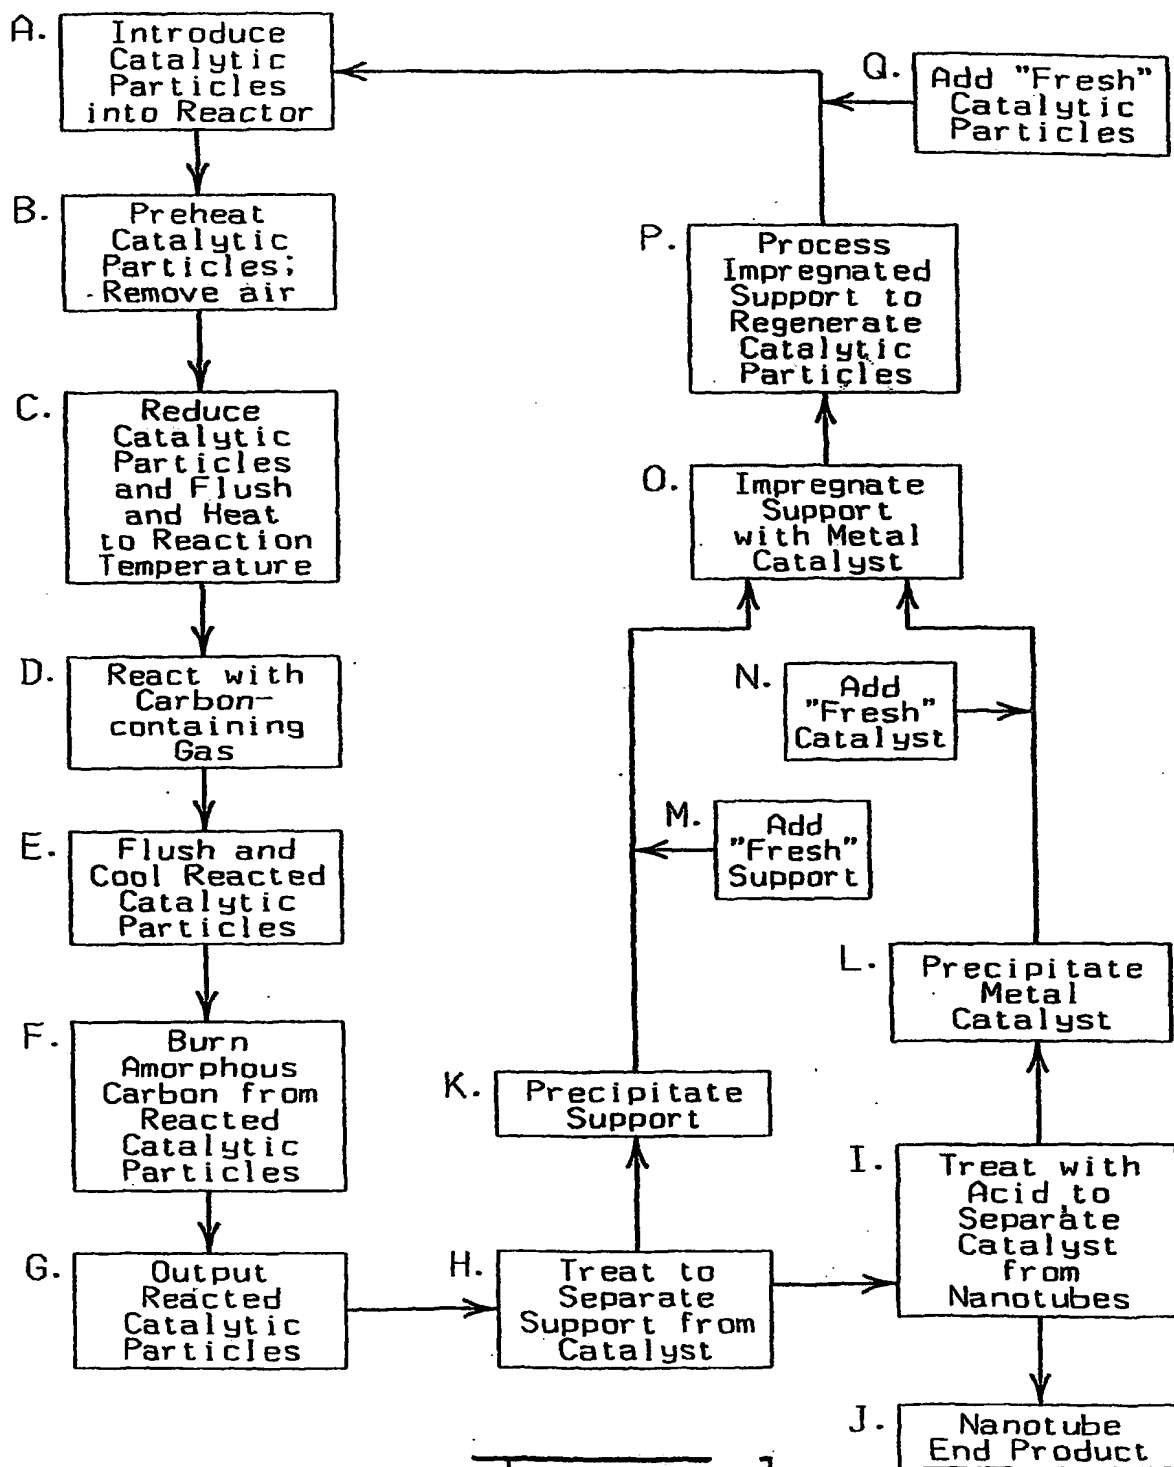 A.
Introduce
Catalytic
Particles
into Reactor
B.
Preheat
Catalytic
Particles;
Remove air
C.
Reduce
Catalytic
Particles
and Flush
and Heat
to Reaction
Temperature
D.
React with
Carbon-
containing
Gas
E.
Flush and
Cool Reacted
Catalytic
Particles
F.
Burn
Amorphous
Carbon from
Reacted
Catalytic
Particles
G.
Output
Reacted
Catalytic
Particles
H.
Treat to
Separate
Support from
Catalyst
I.
Treat with
Acid to
Separate
Catalyst
from
Nanotubes
J.
Nanotube
End Product
K.
Precipitate
Support
L.
Precipitate
Metal
Catalyst
M.
Add
"Fresh"
Support
N.
Add
"Fresh"
Catalyst
O.
Impregnate
Support
with Metal
Catalyst
P.
Process
Impregnated
Support to
Regenerate
Catalytic
Particles
Q.
Add "Fresh"
Catalytic
Particles